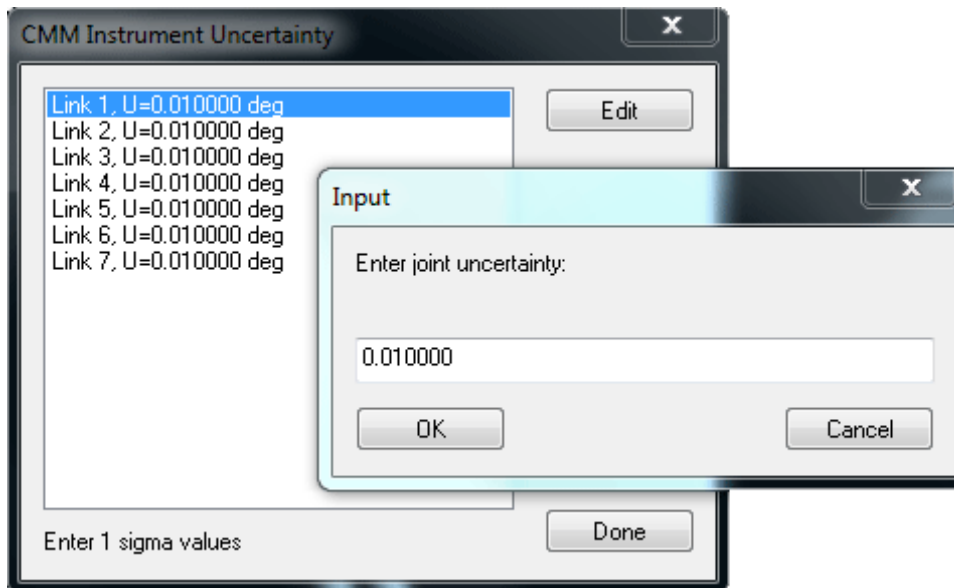 CMM Instrument Uncertainty
x
Link 1, U=0.010000 deg
Link 2, U=0.010000 deg
Link 3, U=0.010000 deg
Link 4, U=0.010000 deg
Link 5, U=0.010000 deg
Link 6, U=0.010000 deg
Link 7, U=0.010000 deg
Edit
Input
x
Enter joint uncertainty:
0.010000
OK
Cancel
Enter 1 sigma values
Done